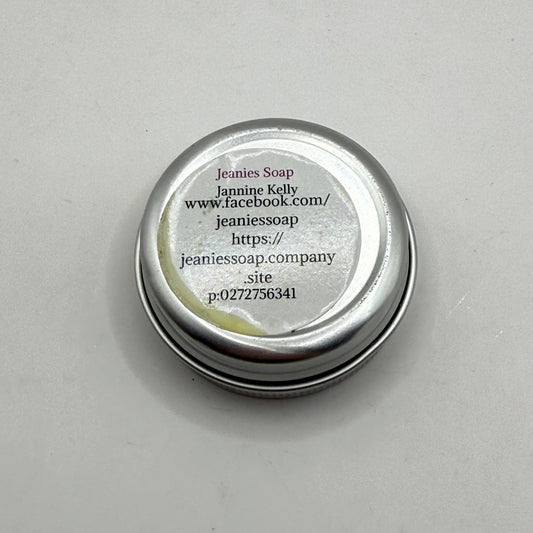 Jeanies Soap
Jannine Kelly
www.facebook.com/
jeaniessoap
https://
jeaniessoap.company
.site
p:0272756341